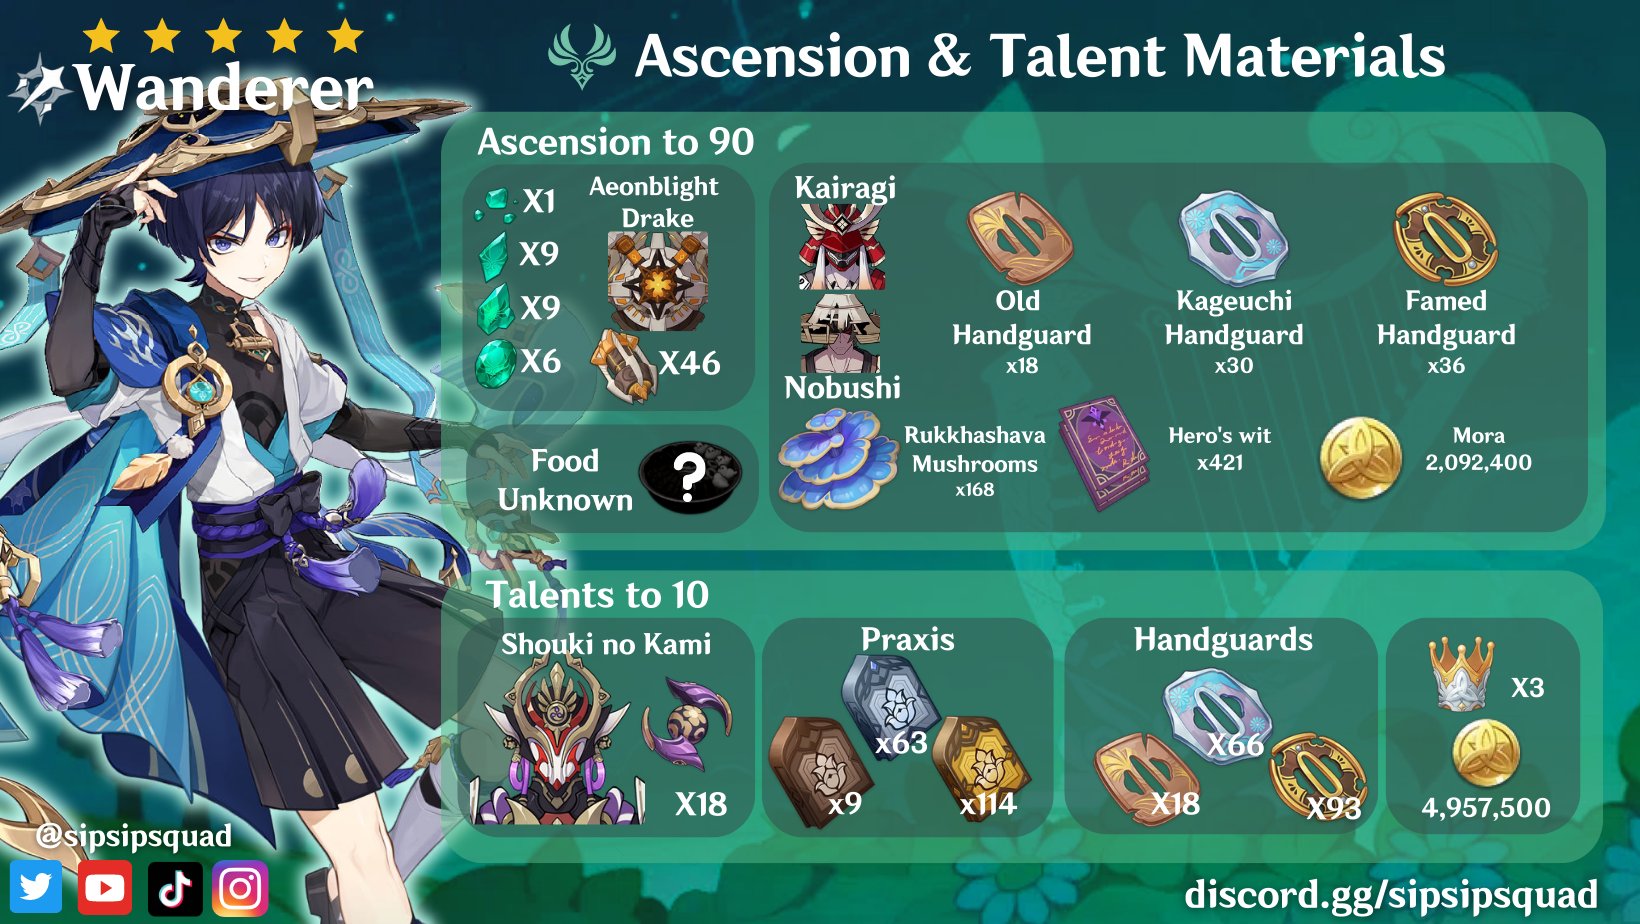 Wanderer
Ascension & Talent Materials
Ascension to 90
X1
X9
X9
X6
Aeonblight
Drake
X46
Food
Unknown
?
Kairagi
Nobushi
Old
Handguard
x18
Kageuchi
Handguard
x30
Famed
Handguard
x36
Rukkhashava
Mushrooms
x168
Hero's wit
x421
Mora
2,092,400
Talents to 10
Shouki no Kami
X18
Praxis
x63
x9
x114
Handguards
X66
X18
X93
X3
4,957,500
@sipsipsquad
discord.gg/sipsipsquad